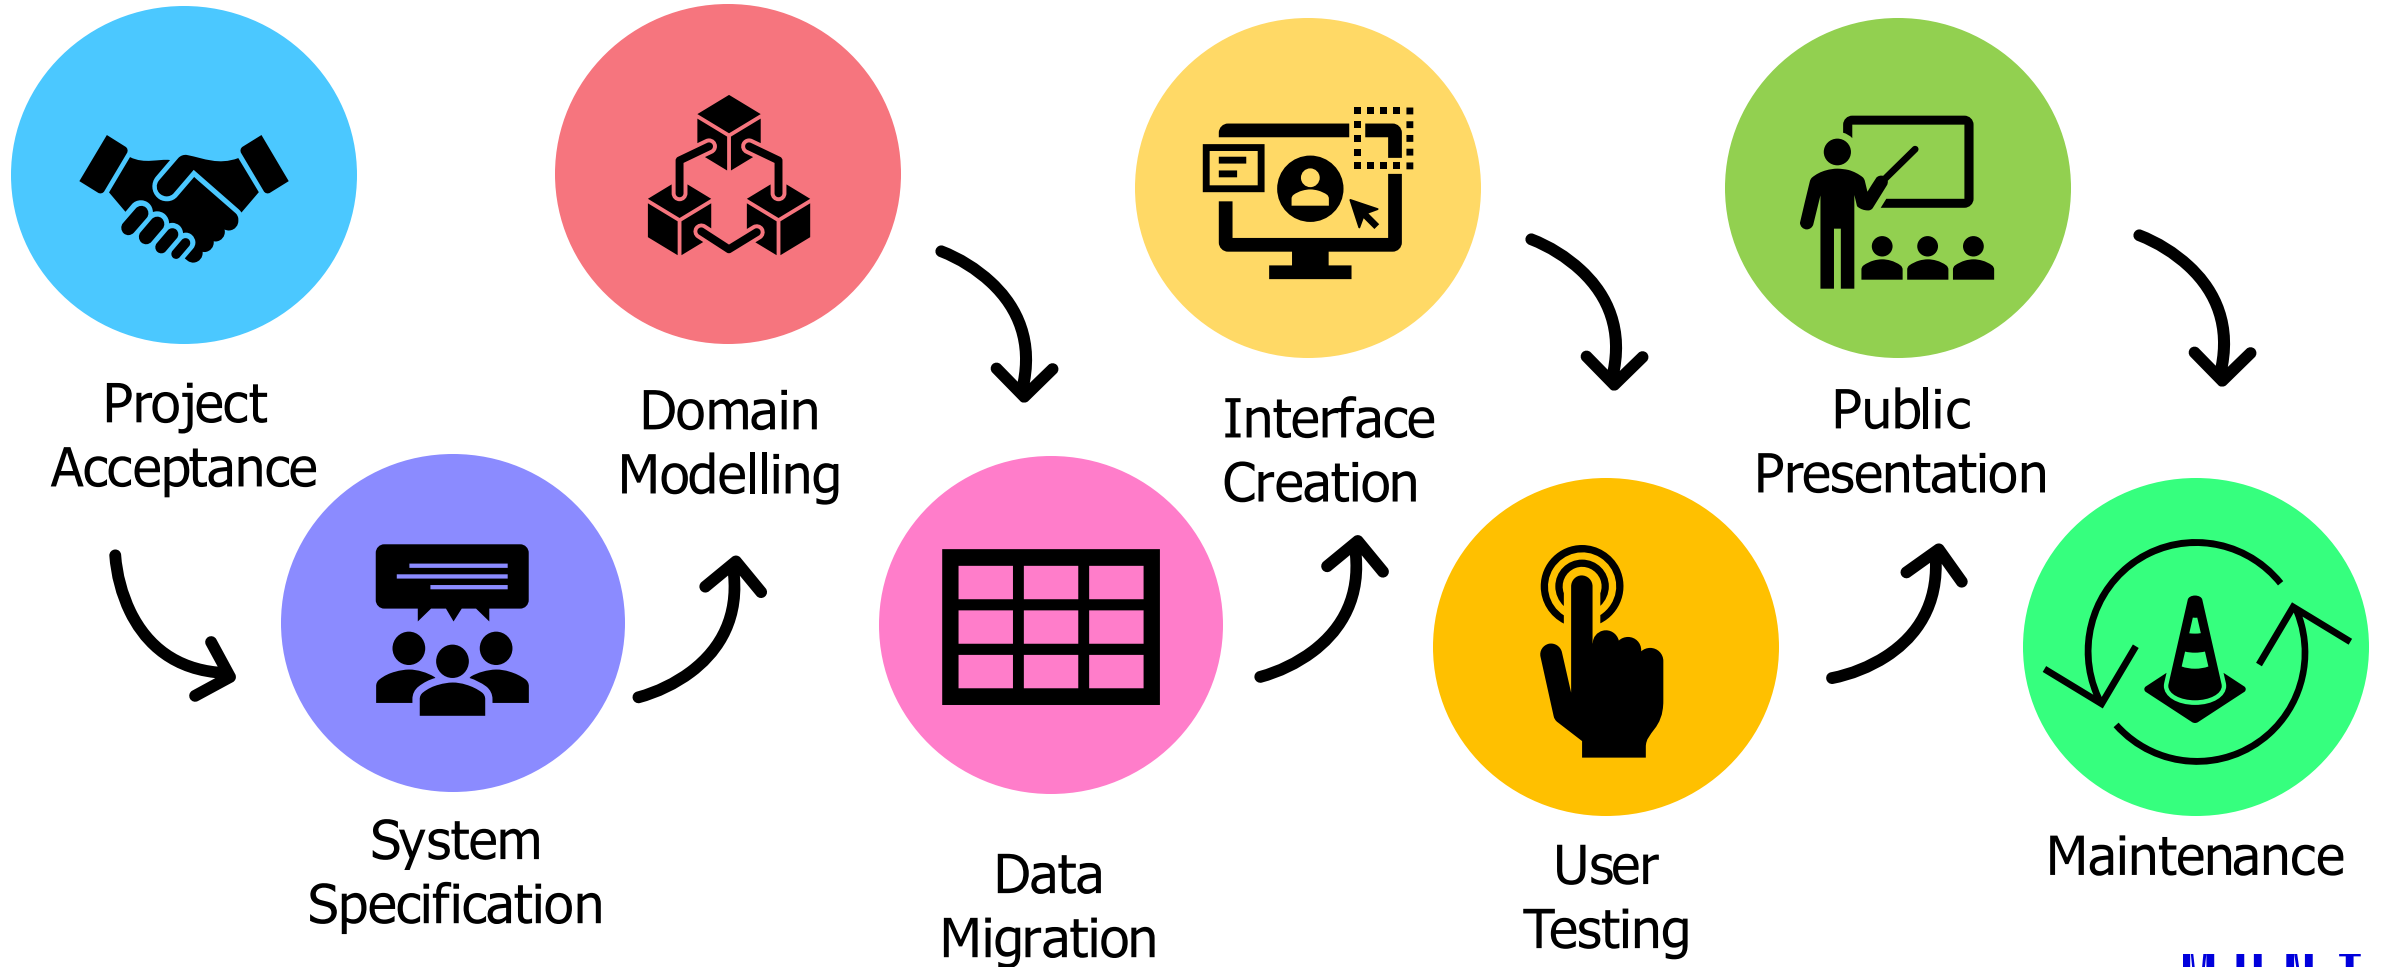 Project
Acceptance
System
Specification
Domain
Modelling
Data
Migration
Interface
Creation
User
Testing
Public
Presentation
Maintenance